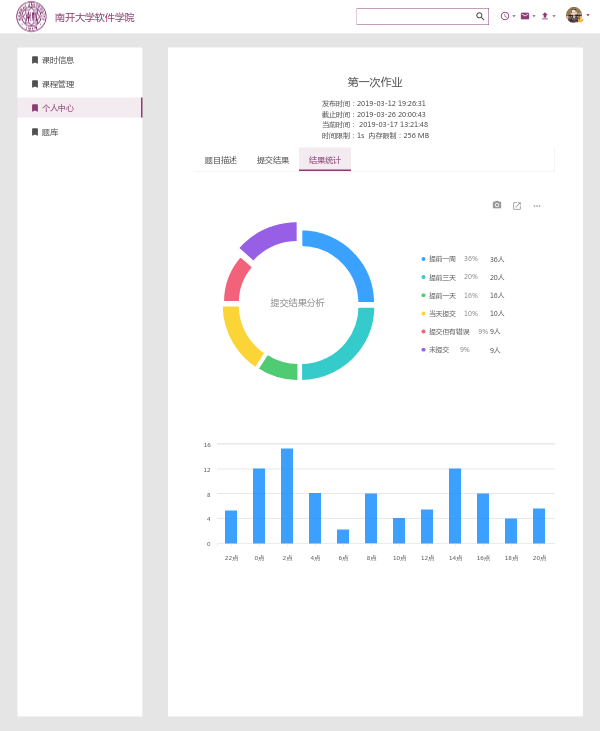 南开大学软件学院
课时信息
课程管理
个人中心
题库
第一次作业
发布时间：2019-03-12 19:26:31
截止时间：2019-03-26 20:00:43
当前时间： 2019-03-17 13:21:48
时间限制：1s 内存限制：256 MB
题目描述 提交结果 结果统计
提交结果分析
提前一周 36% 36人
提前三天 20% 20人
提前一天 16% 16人
当天提交 10% 10人
提交但有错误 9% 9人
未提交 9% 9人
16
12
8
4
0
22点 0点 2点 4点 6点 8点 10点 12点 14点 16点 18点 20点